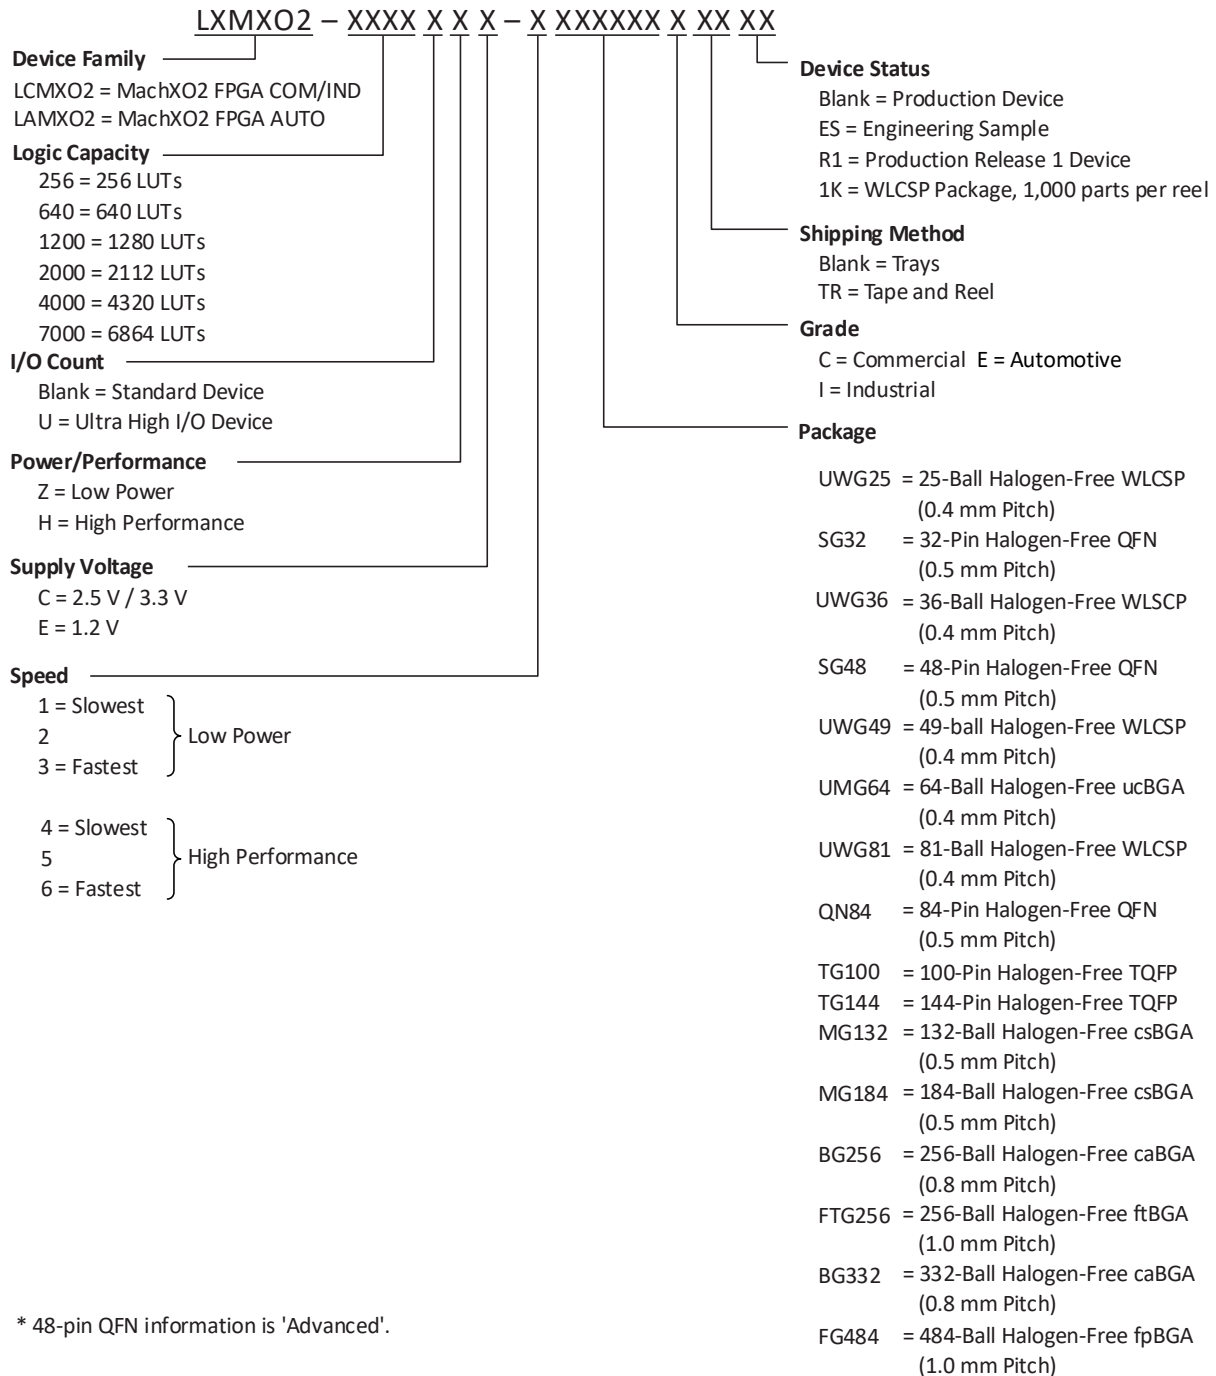 LXMXO2 – XXXX X X X – X XXXXXX X XX XX
Device Family
LCMXO2 = MachXO2 FPGA COM/IND
LAMXO2 = MachXO2 FPGA AUTO
Logic Capacity
256 = 256 LUTs
640 = 640 LUTs
1200 = 1280 LUTs
2000 = 2112 LUTs
4000 = 4320 LUTs
7000 = 6864 LUTs
I/O Count
Blank = Standard Device
U = Ultra High I/O Device
Power/Performance
Z = Low Power
H = High Performance
Supply Voltage
C = 2.5 V / 3.3 V
E = 1.2 V
Speed
1 = Slowest
2
Low Power
3 = Fastest
4 = Slowest
5
High Performance
6 = Fastest
* 48-pin QFN information is 'Advanced'.
Device Status
Blank = Production Device
ES = Engineering Sample
R1 = Production Release 1 Device
1K = WLCSP Package, 1,000 parts per reel
Shipping Method
Blank = Trays
TR = Tape and Reel
Grade
C = Commercial E = Automotive
I = Industrial
Package
UWG25 = 25-Ball Halogen-Free WLCSP
(0.4 mm Pitch)
SG32 = 32-Pin Halogen-Free QFN
(0.5 mm Pitch)
UWG36 = 36-Ball Halogen-Free WLSCP
(0.4 mm Pitch)
SG48 = 48-Pin Halogen-Free QFN
(0.5 mm Pitch)
UWG49 = 49-ball Halogen-Free WLCSP
(0.4 mm Pitch)
UMG64 = 64-Ball Halogen-Free ucBGA
(0.4 mm Pitch)
UWG81 = 81-Ball Halogen-Free WLCSP
(0.4 mm Pitch)
QN84 = 84-Pin Halogen-Free QFN
(0.5 mm Pitch)
TG100 = 100-Pin Halogen-Free TQFP
TG144 = 144-Pin Halogen-Free TQFP
MG132 = 132-Ball Halogen-Free csBGA
(0.5 mm Pitch)
MG184 = 184-Ball Halogen-Free csBGA
(0.5 mm Pitch)
BG256 = 256-Ball Halogen-Free caBGA
(0.8 mm Pitch)
FTG256 = 256-Ball Halogen-Free ftBGA
(1.0 mm Pitch)
BG332 = 332-Ball Halogen-Free caBGA
(0.8 mm Pitch)
FG484 = 484-Ball Halogen-Free fpBGA
(1.0 mm Pitch)